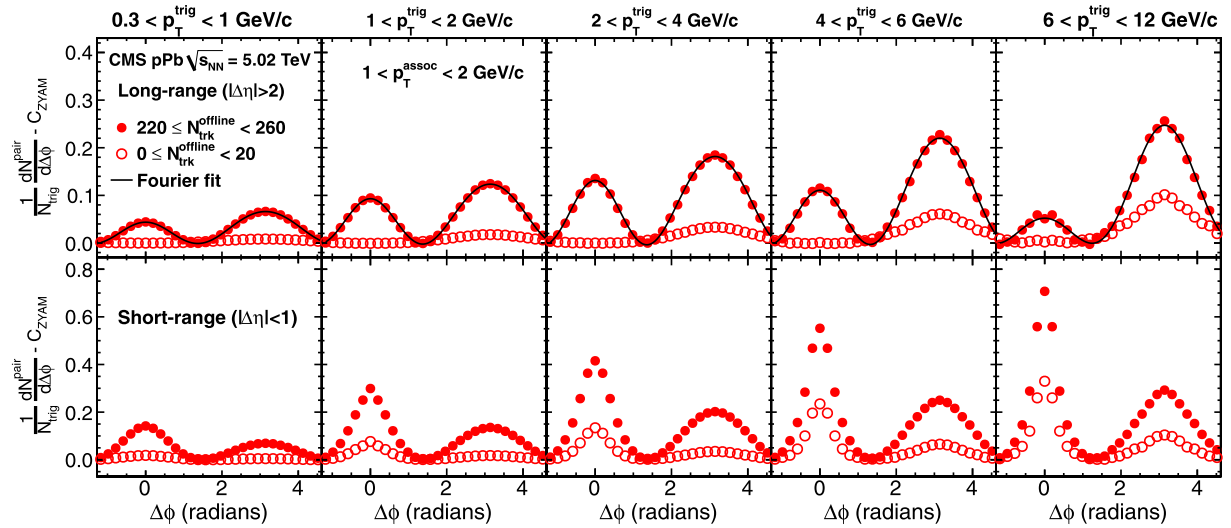 0.3 < p_T^trig < 1 GeV/c
1 < p_T^trig < 2 GeV/c
2 < p_T^trig < 4 GeV/c
4 < p_T^trig < 6 GeV/c
6 < p_T^trig < 12 GeV/c
0.4
0.3
0.2
0.1
0.0
1/N_trig dN^pair/dΔϕ - C_ZYAM
CMS pPb √s_NN = 5.02 TeV
Long-range (|Δη|>2)
220 ≤ N_trk^offline < 260
0 ≤ N_trk^offline < 20
Fourier fit
1 < p_T^assoc < 2 GeV/c
0.8
0.6
0.4
0.2
0.0
1/N_trig dN^pair/dΔϕ - C_ZYAM
Short-range (|Δη|<1)
0 2 4 0 2 4 0 2 4 0 2 4 0 2 4
Δϕ (radians) Δϕ (radians) Δϕ (radians) Δϕ (radians) Δϕ (radians)